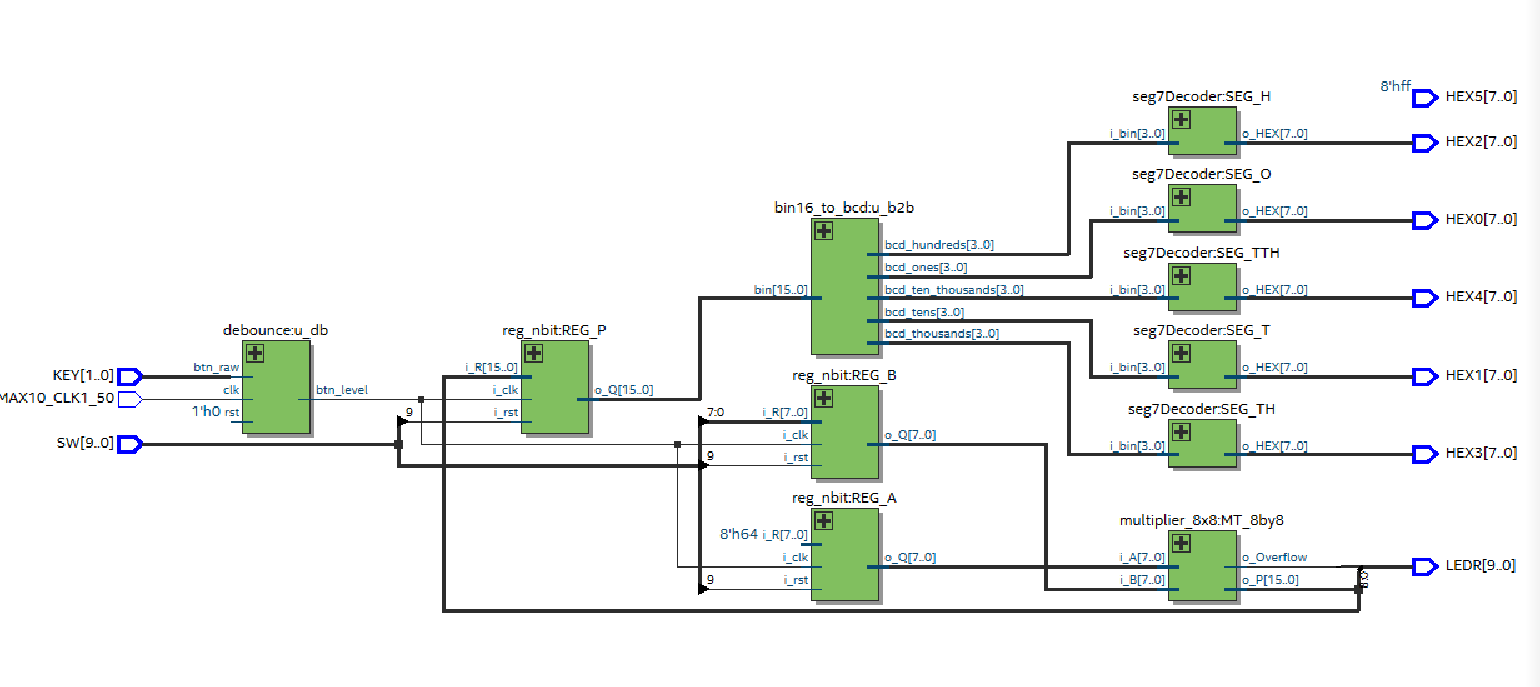 8'hff
HEX5[7..0]
seg7Decoder:SEG_H
i_bin[3..0]
o_HEX[7..0]
HEX2[7..0]
seg7Decoder:SEG_O
i_bin[3..0]
o_HEX[7..0]
HEX0[7..0]
bin16_to_bcd:u_b2b
bcd_hundreds[3..0]
bcd_ones[3..0]
bin[15..0]
bcd_ten_thousands[3..0]
bcd_tens[3..0]
bcd_thousands[3..0]
seg7Decoder:SEG_TTH
i_bin[3..0]
o_HEX[7..0]
HEX4[7..0]
seg7Decoder:SEG_T
i_bin[3..0]
o_HEX[7..0]
HEX1[7..0]
seg7Decoder:SEG_TH
i_bin[3..0]
o_HEX[7..0]
HEX3[7..0]
debounce:u_db
KEY[1..0]
btn_raw
MAX10_CLK1_50
clk
btn_level
1'h0 rst
SW[9..0]
reg_nbit:REG_P
i_R[15..0]
i_clk
o_Q[15..0]
9
i_rst
reg_nbit:REG_B
7:0
i_R[7..0]
i_clk
o_Q[7..0]
9
i_rst
reg_nbit:REG_A
8'h64 i_R[7..0]
i_clk
o_Q[7..0]
9
i_rst
multiplier_8x8:MT_8by8
i_A[7..0]
o_Overflow
LEDR[9..0]
i_B[7..0]
o_P[15..0]